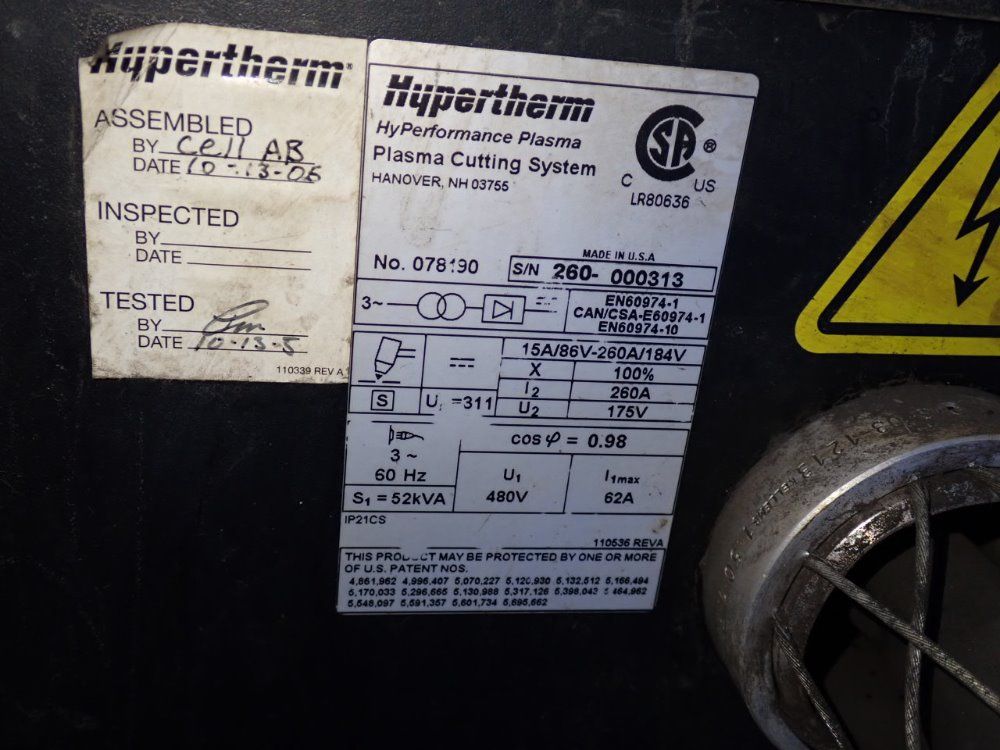 Hypertherm
ASSEMBLED
BY Cell AB
DATE 10-13-05
INSPECTED
BY
DATE
TESTED
BY
DATE 10-13-5
110339 REV A
Hypertherm
HyPerformance Plasma
Plasma Cutting System
HANOVER, NH 03755
CSA ®
C US
LR80636
MADE IN U.S.A
No. 078190 S/N 260- 000313
3~
EN60974-1
CAN/CSA-E60974-1
EN60974-10
15A/86V-260A/184V
X 100%
I2 260A
S U =311 U2 175V
3 ~
60 Hz
cos φ = 0.98
U1 I1max
480V 62A
S1 = 52kVA
IP21CS
110536 REVA
THIS PRODUCT MAY BE PROTECTED BY ONE OR MORE
OF U.S. PATENT NOS.
4,861,962 4,996,407 5,070,227 5,120,930 5,132,512 5,166,494
5,170,033 5,296,665 5,130,988 5,317,126 5,398,043 5,464,962
5,548,097 5,591,357 5,601,734 5,695,662